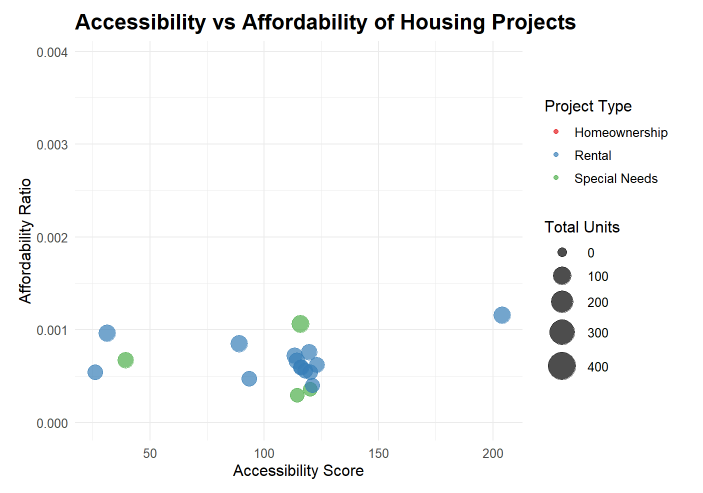 Accessibility vs Affordability of Housing Projects
0.004
0.003
0.002
0.001
0.000
Affordability Ratio
50
100
150
200
Accessibility Score
Project Type
Homeownership
Rental
Special Needs
Total Units
0
100
200
300
400